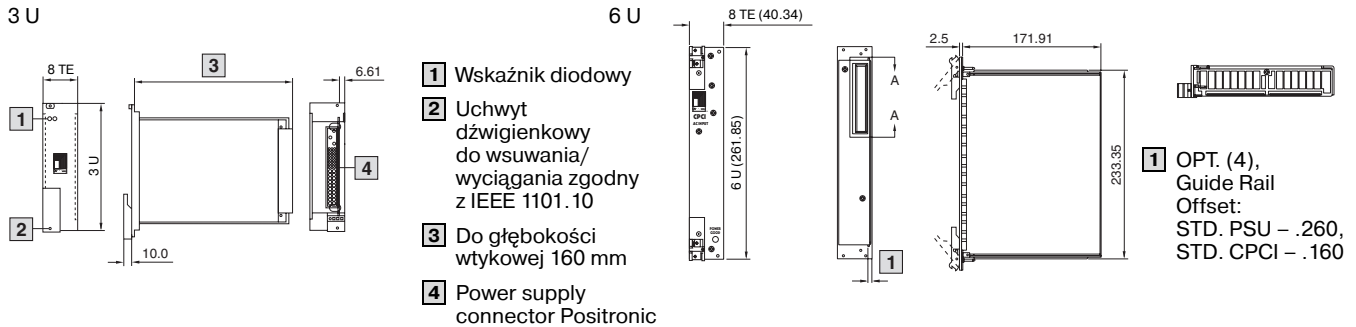 3 U
8 TE
1
2
3 U
10.0
3
6.61
4
1 Wskaźnik diodowy
2 Uchwyt
dźwigienkowy
do wsuwania/
wyciągania zgodny
z IEEE 1101.10
3 Do głębokości
wtykowej 160 mm
4 Power supply
connector Positronic
6 U
8 TE (40.34)
CPCI
AC INPUT
POWER
GOOD
6 U (261.85)
A
A
1
2.5
171.91
233.35
1 OPT. (4),
Guide Rail
Offset:
STD. PSU – .260,
STD. CPCI – .160